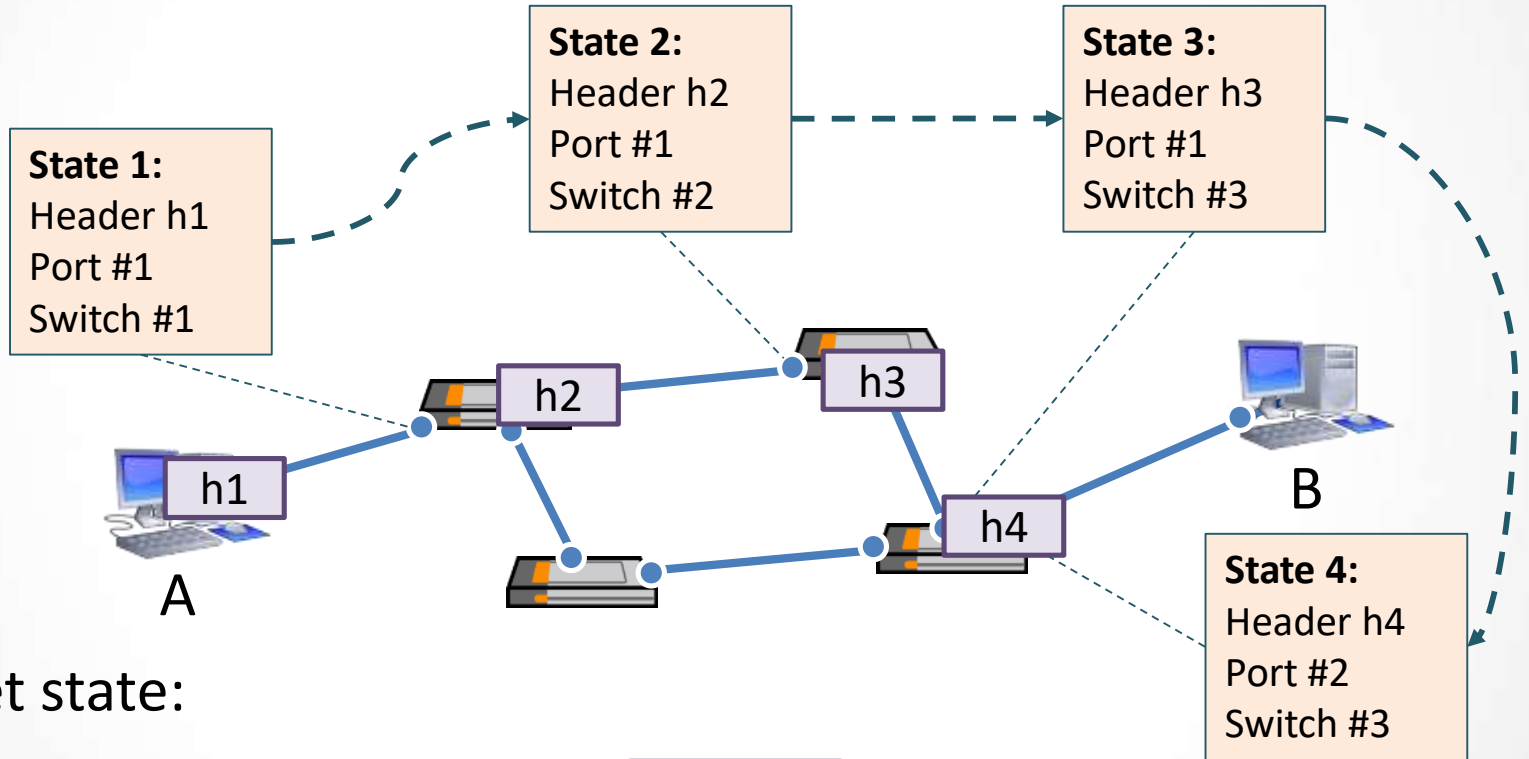 State 1:
Header h1
Port #1
Switch #1
State 2:
Header h2
Port #1
Switch #2
State 3:
Header h3
Port #1
Switch #3
h1
h2
h3
h4
A
B
State 4:
Header h4
Port #2
Switch #3
state: